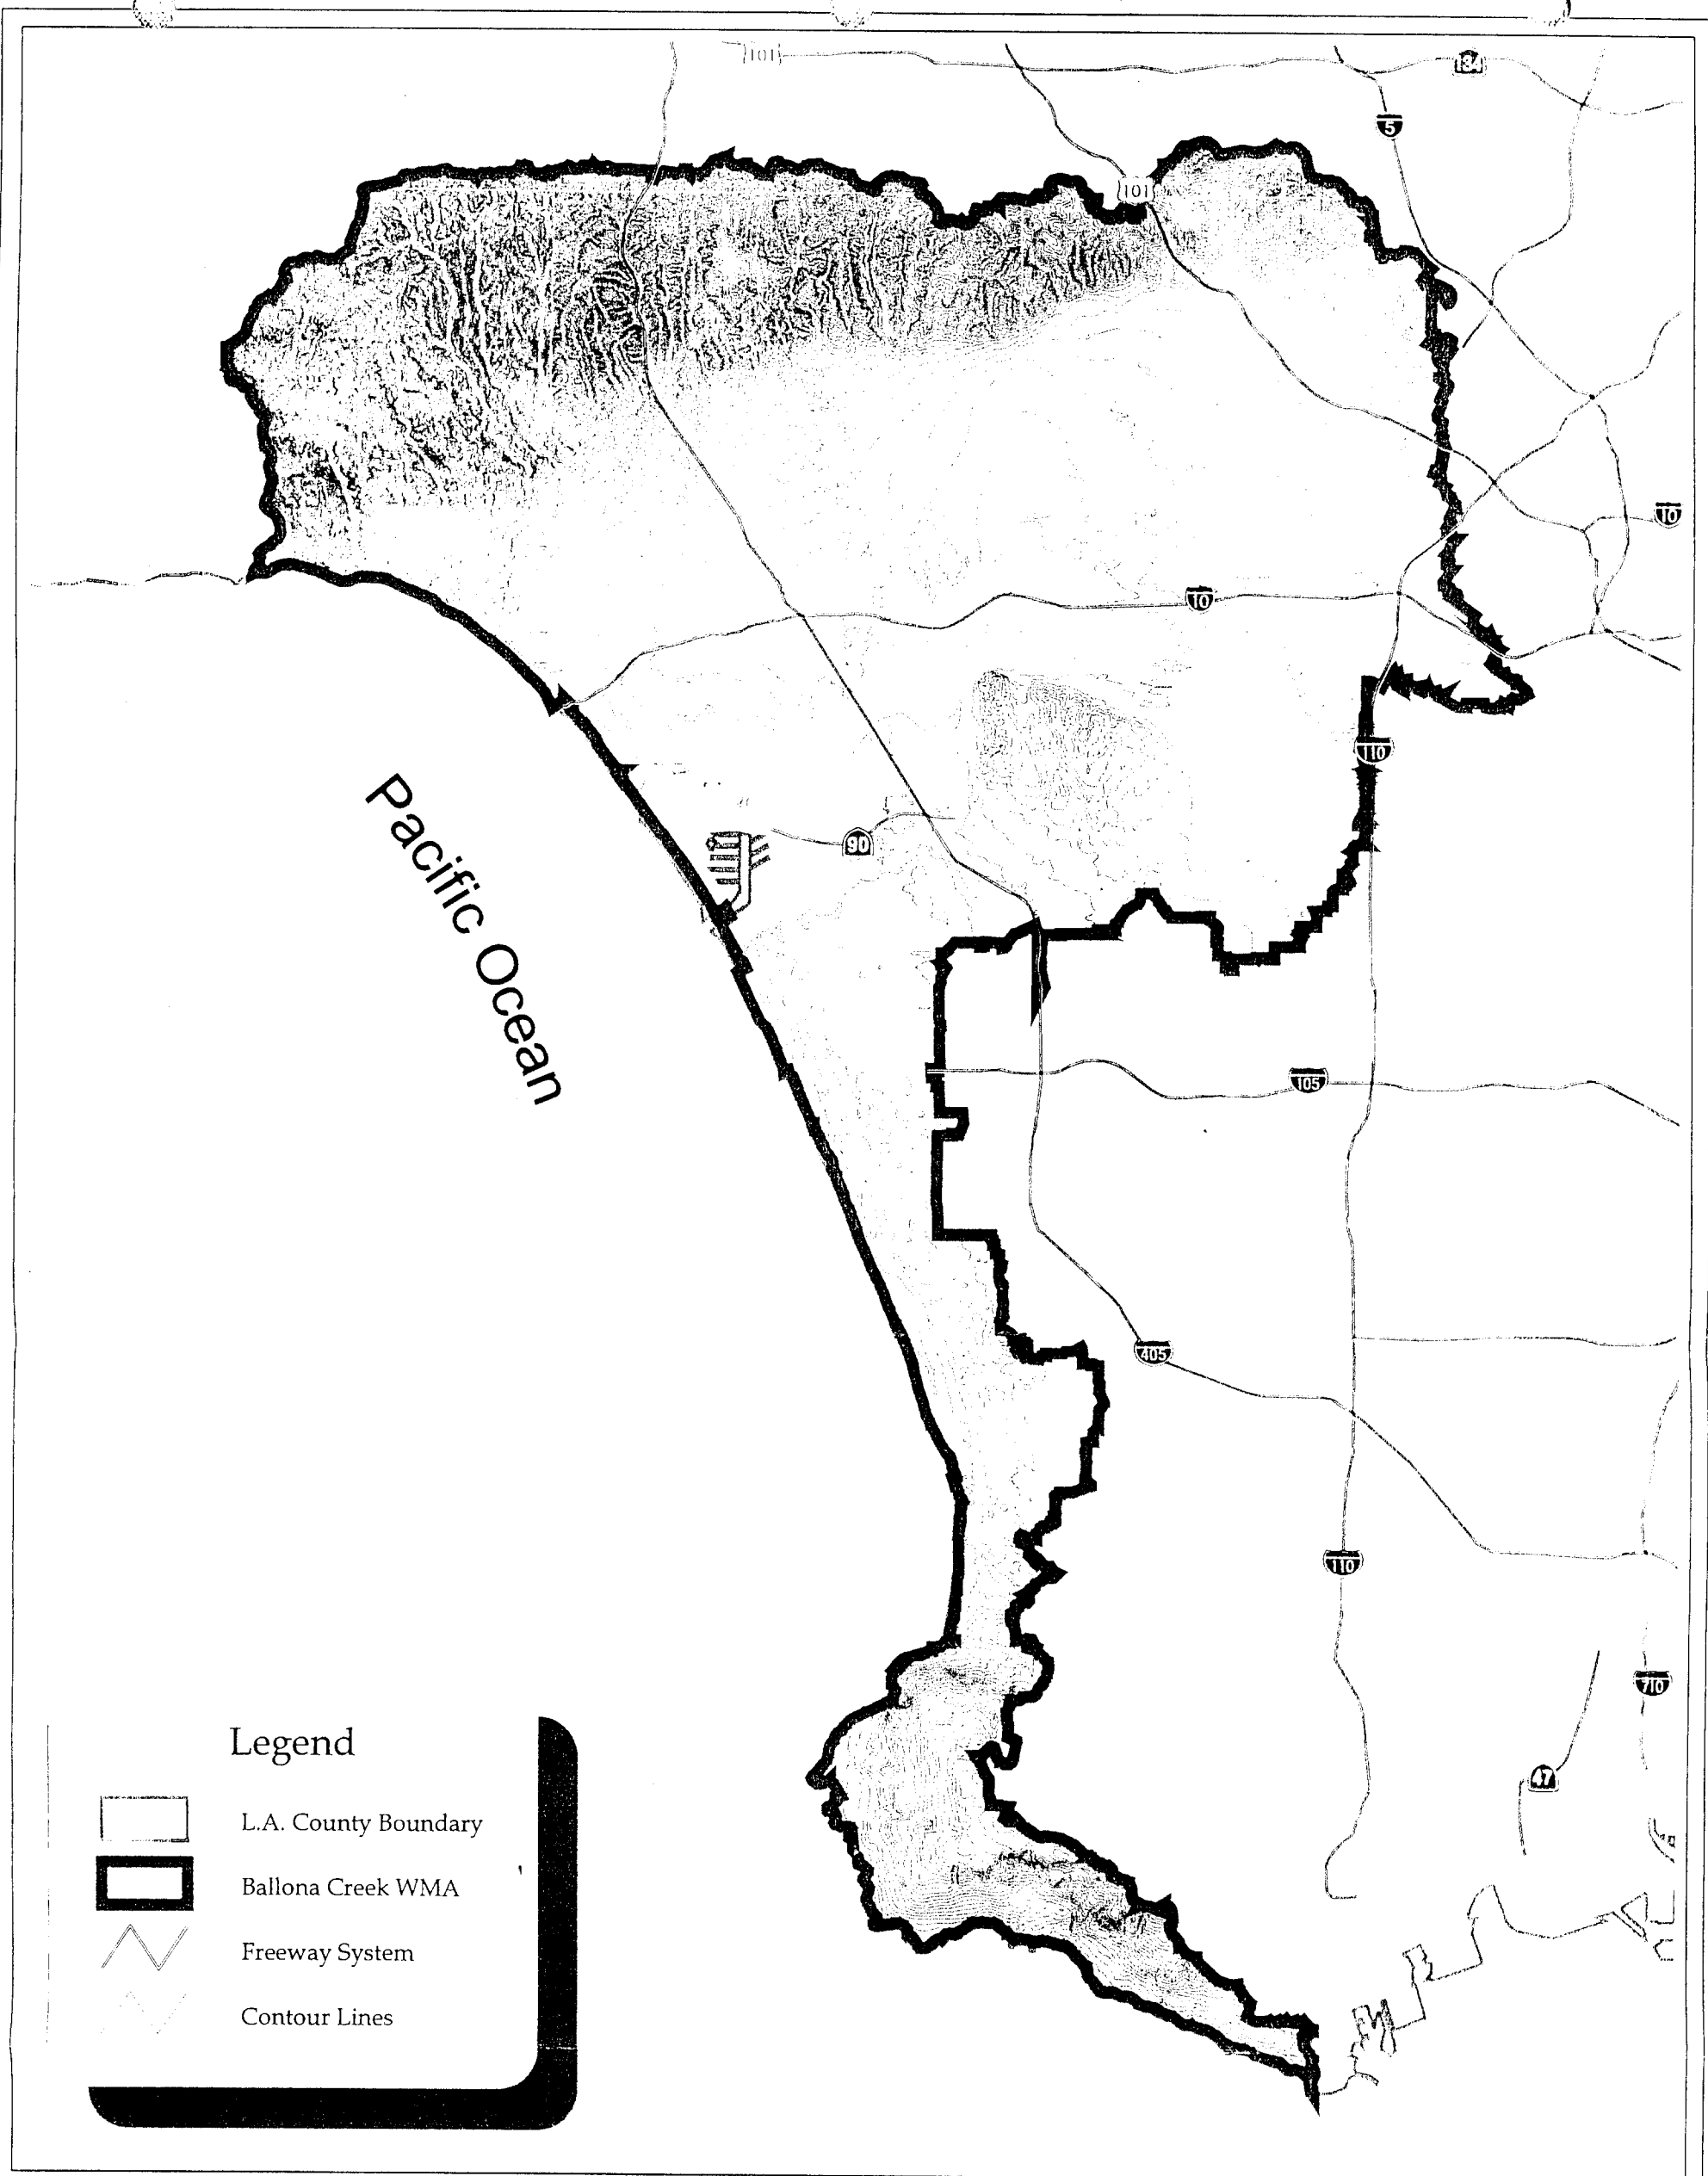 101
134
5
101
10
10
110
90
Pacific Ocean
105
405
110
710
47
Legend
L.A. County Boundary
Ballona Creek WMA
Freeway System
Contour Lines